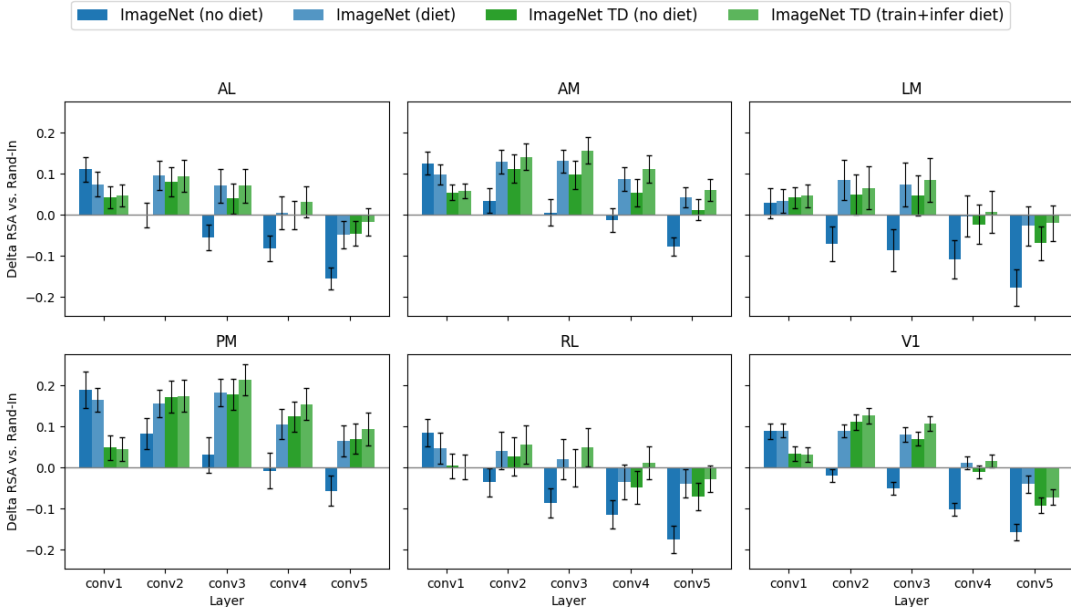 ImageNet (no diet) ImageNet (diet) ImageNet TD (no diet) ImageNet TD (train+infer diet)
AL AM LM
Delta RSA vs. Rand-In
0.2
0.1
0.0
−0.1
−0.2
PM RL V1
Delta RSA vs. Rand-In
0.2
0.1
0.0
−0.1
−0.2
conv1 conv2 conv3 conv4 conv5 conv1 conv2 conv3 conv4 conv5 conv1 conv2 conv3 conv4 conv5
Layer Layer Layer